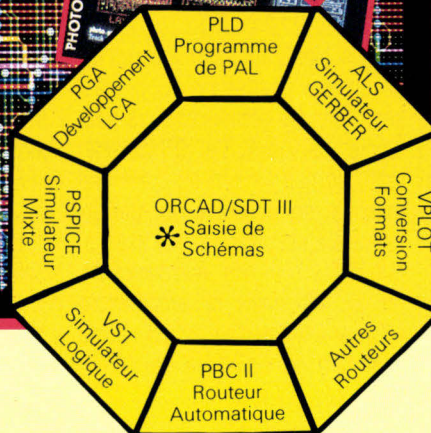 PHOTO
PLD
Programme
de PAL
ALS
Simulateur
GERBER
VPLOT
Conversion
Formats
Autres
Routeurs
PBC II
Routeur
Automatique
VST
Simulateur
Logique
PSPICE
Simulateur
Mixte
PGA
Développement
LCA
ORCAD/SDT III
* Saisie de
Schémas